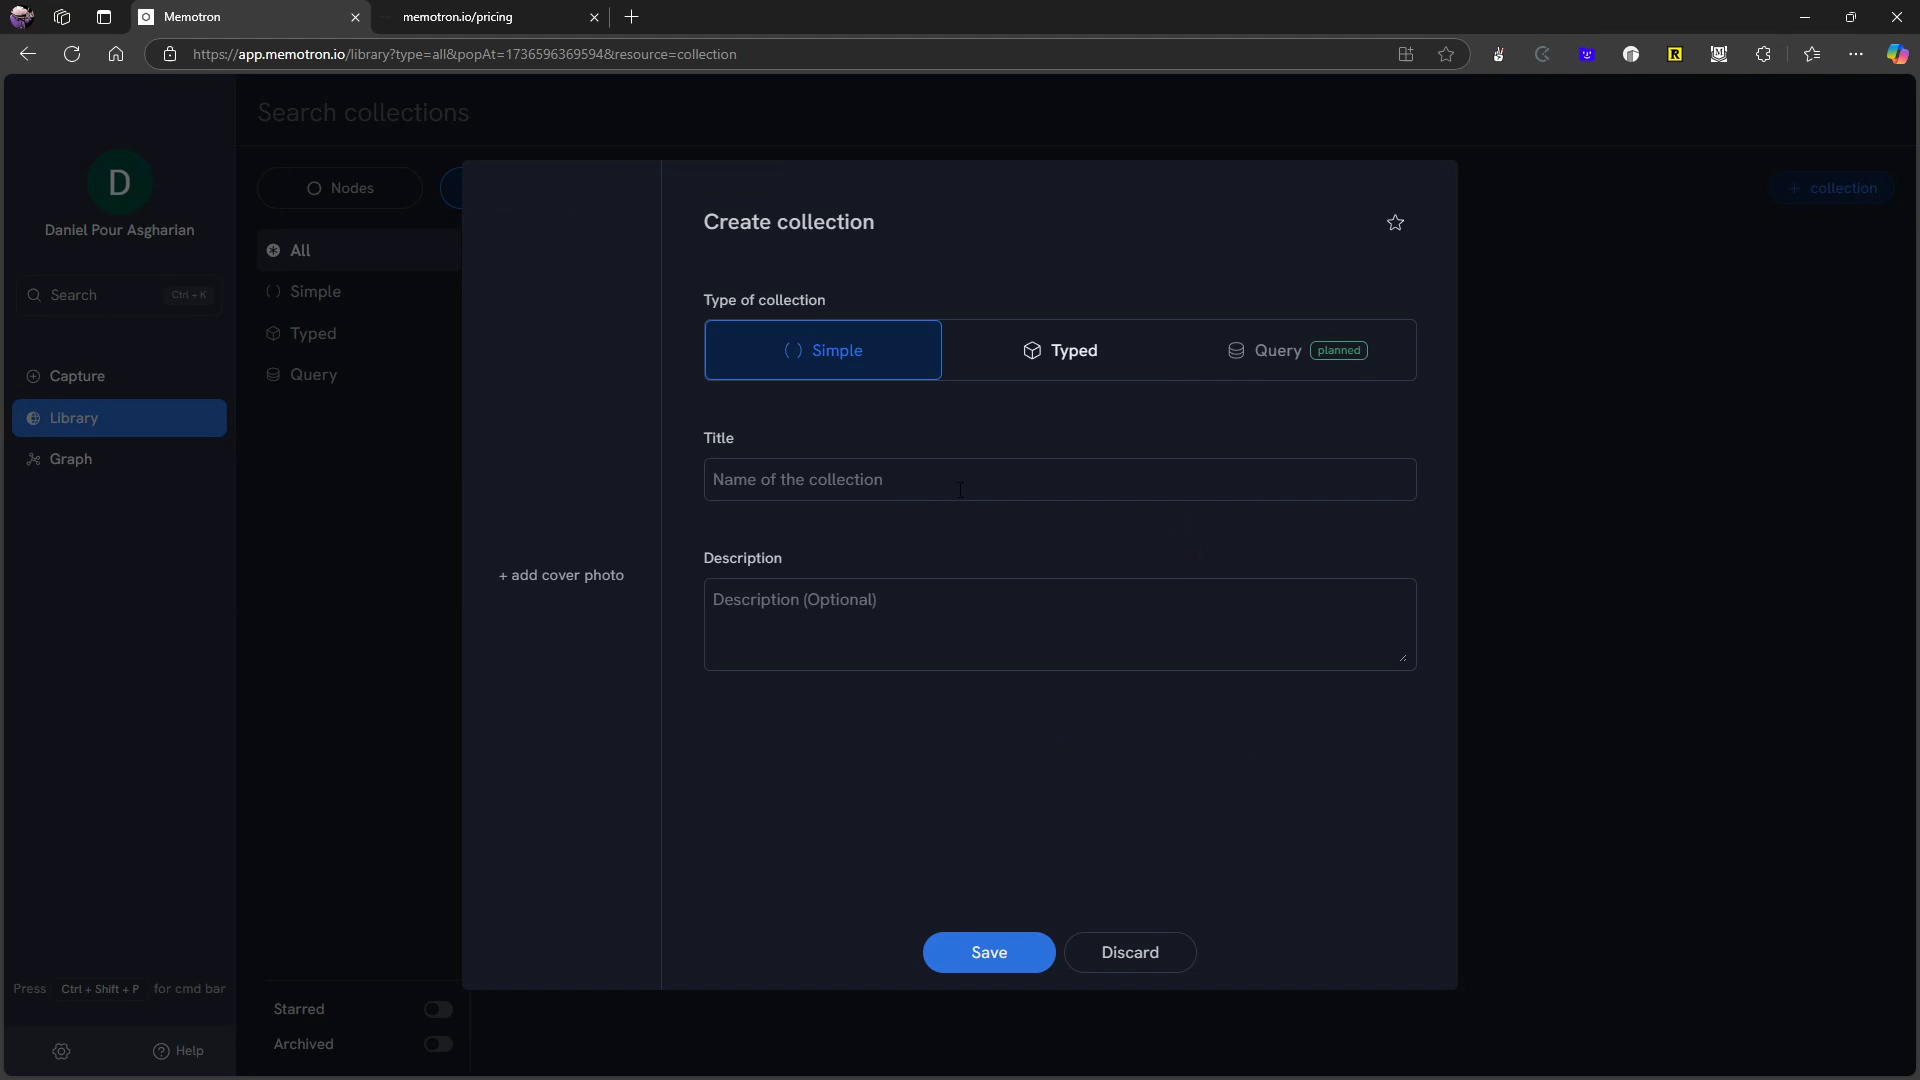 Memotron
memotron.io/pricing
https://app.memotron.io/library?type=all&popAt=1736596369594&resource=collection
Search collections
D
Daniel Pour Asgharian
Search Ctrl + K
Capture
Library
Graph
Press Ctrl + Shift + P for cmd bar
Help
Nodes
+ collection
All
Simple
Typed
Query
Starred
Archived
+ add cover photo
Create collection
Type of collection
Simple
Typed
Query planned
Title
Name of the collection
Description
Description (Optional)
Save
Discard